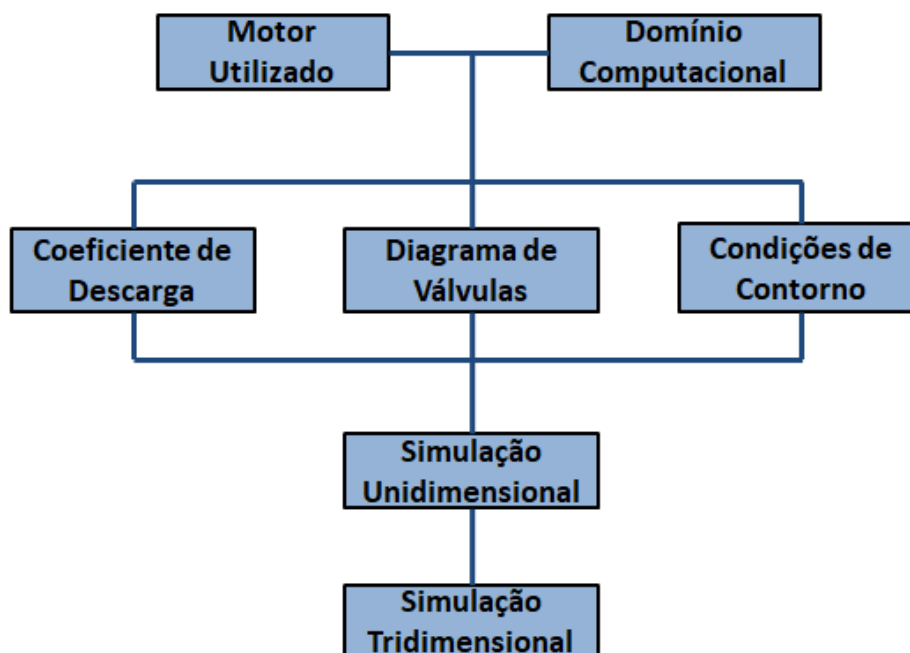 Motor
Utilizado
Domínio
Computacional
Coeficiente de
Descarga
Diagrama de
Válvulas
Condições de
Contorno
Simulação
Unidimensional
Simulação
Tridimensional